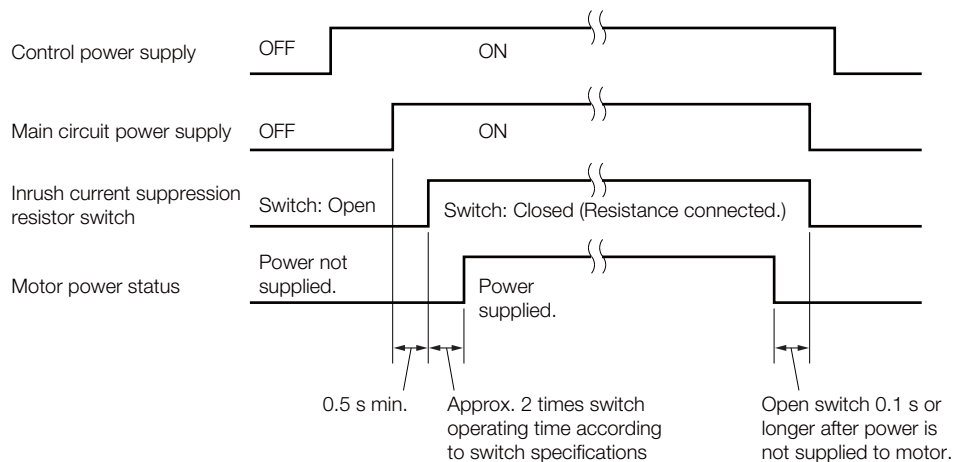 Control power supply
OFF
ON
Main circuit power supply
OFF
ON
Inrush current suppression
resistor switch
Switch: Open
Switch: Closed (Resistance connected.)
Motor power status
Power not
supplied.
Power
supplied.
0.5 s min.
Approx. 2 times switch
operating time according
to switch specifications
Open switch 0.1 s or
longer after power is
not supplied to motor.